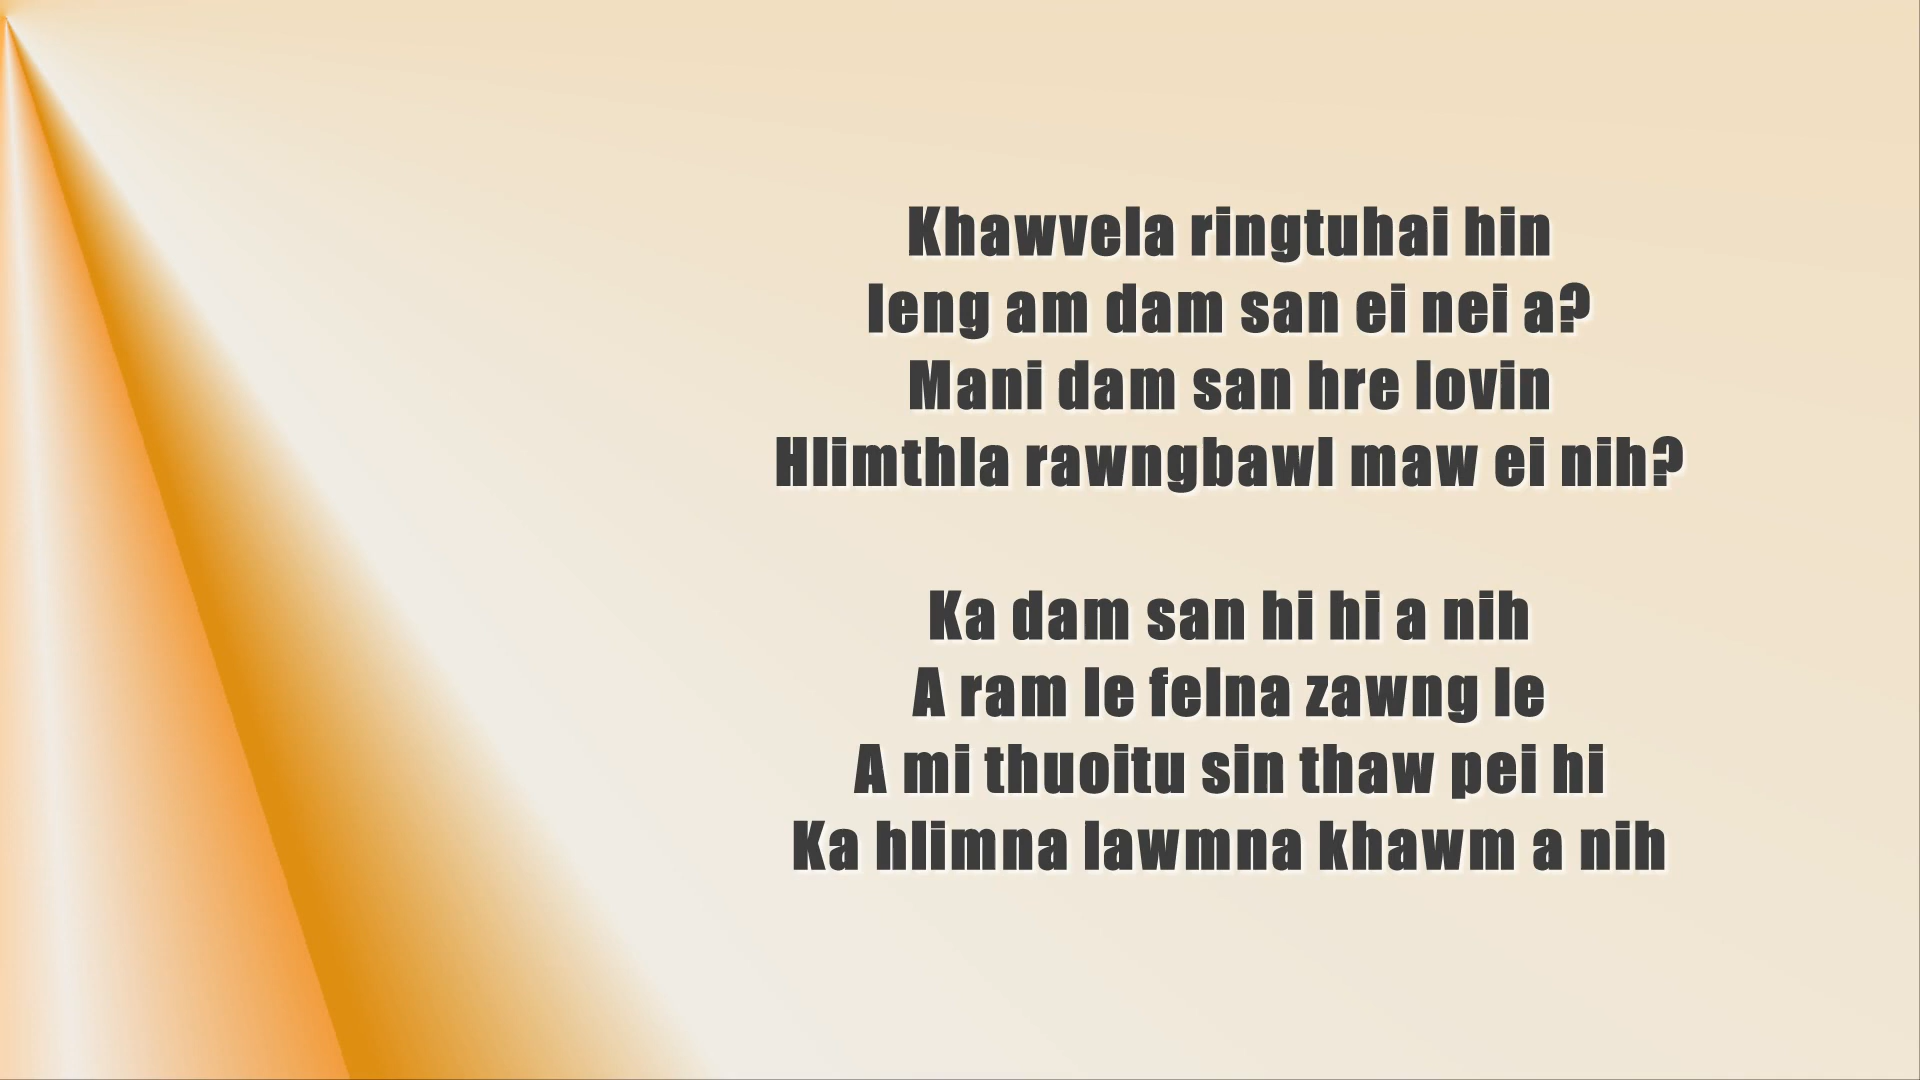 Khawvela ringtuhai hin
Ieng am dam san ei nei a?
Mani dam san hre lovin
Hlimthla rawngbawl maw ei nih?
Ka dam san hi hi a nih
A ram le felna zawng le
A mi thuoitu sin thaw pei hi
Ka hlimna lawmna khawm a nih